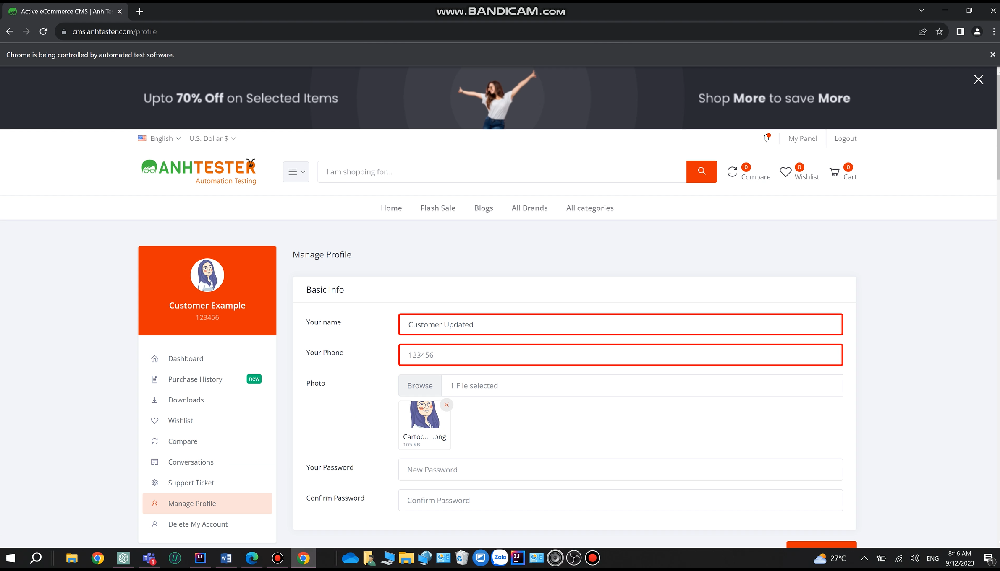 Active eCommerce CMS | Anh Te
www.BANDICAM.com
cms.anhtester.com/profile
Chrome is being controlled by automated test software.
Upto 70% Off on Selected Items
Shop More to save More
English
U.S. Dollar $
My Panel
Logout
ANHTESTER
Automation Testing
I am shopping for...
0
Compare
0
Wishlist
0
Cart
Home
Flash Sale
Blogs
All Brands
All categories
Customer Example
123456
Dashboard
Purchase History
new
Downloads
Wishlist
Compare
Conversations
Support Ticket
Manage Profile
Delete My Account
Manage Profile
Basic Info
Your name
Customer Updated
Your Phone
123456
Photo
Browse
1 File selected
Cartoo... .png
105 KB
Your Password
New Password
Confirm Password
Confirm Password
1
IJ
W
Zalo
IJ
27°C
ENG
8:16 AM
9/12/2023
1